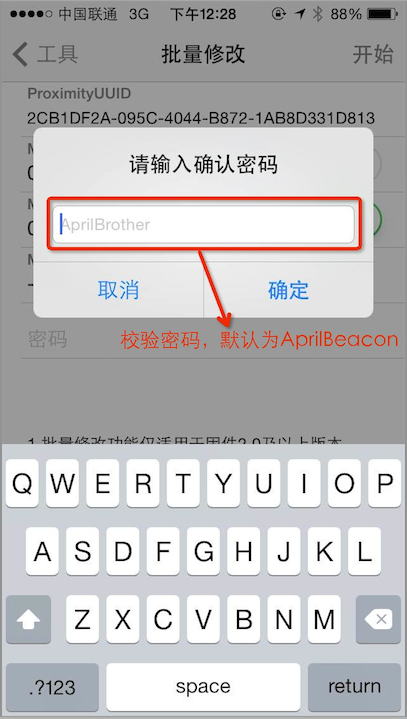 中国联通 3G 下午12:28 88%
工具 批量修改 开始
ProximityUUID
2CB1DF2A-095C-4044-B872-1AB8D331D813
请输入确认密码
AprilBrother
取消 确定
密码
校验密码，默认为AprilBeacon
1.批量修改功能仅适用于固件2.0及以上版本
Q W E R T Y U I O P
A S D F G H J K L
Z X C V B N M
.?123 space return